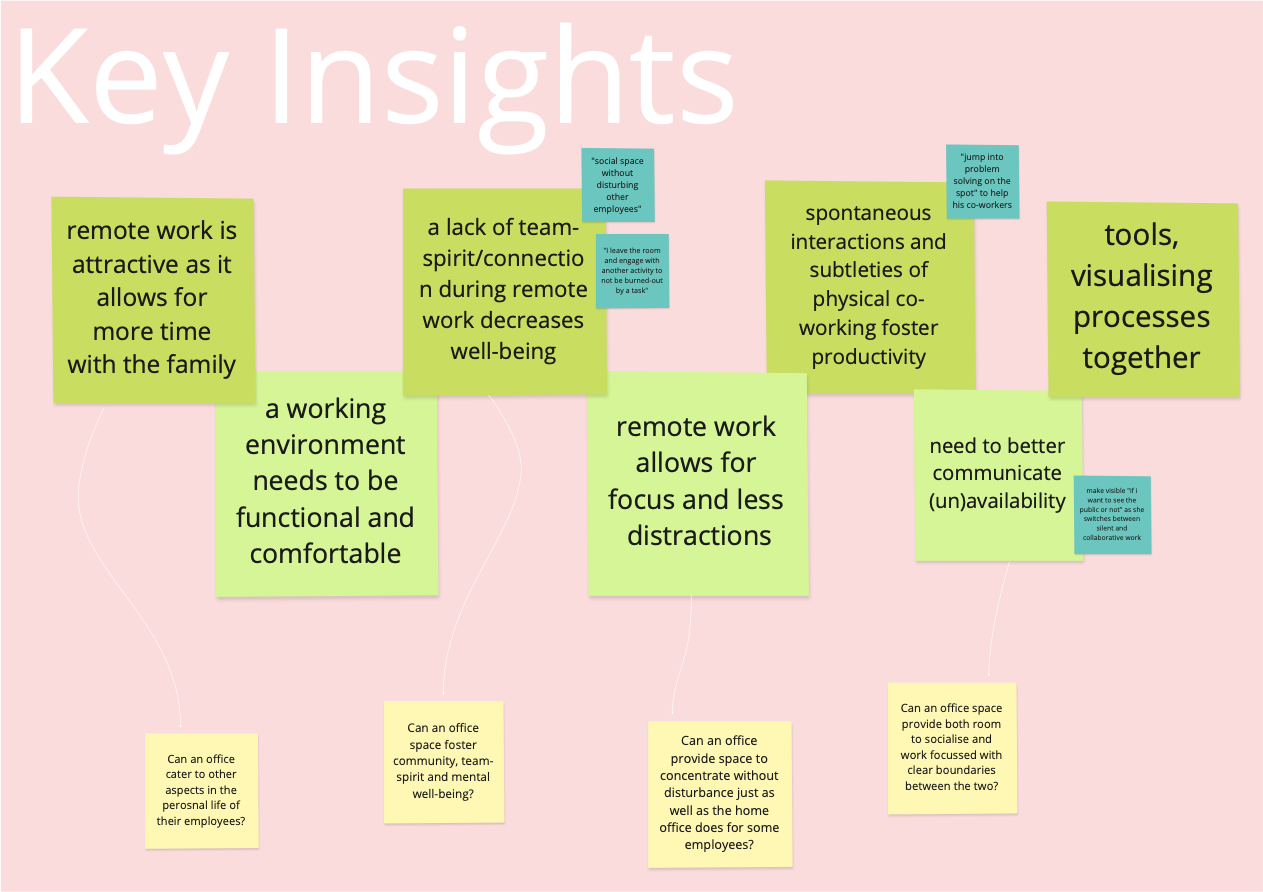 Key Insights
"social space
without
disturbing
other
employees"
"jump into
problem
solving on the
spot" to help
his co-workers
remote work is
attractive as it
allows for
more time
with the family
a lack of team-
spirit/connectio
n during remote
work decreases
well-being
"I leave the room
and engage with
another activity to
not be burned-out
by a task"
spontaneous
interactions and
subtleties of
physical co-
working foster
productivity
tools,
visualising
processes
together
a working
environment
needs to be
functional and
comfortable
remote work
allows for
focus and less
distractions
need to better
communicate
(un)availability
make visible "if i
want to see the
public or not" as she
switches between
silent and
collaborative work
Can an office
cater to other
aspects in the
perosnal life of
their employees?
Can an office
space foster
community, team-
spirit and mental
well-being?
Can an office
provide space to
concentrate without
disturbance just as
well as the home
office does for some
employees?
Can an office space
provide both room
to socialise and
work focussed with
clear boundaries
between the two?